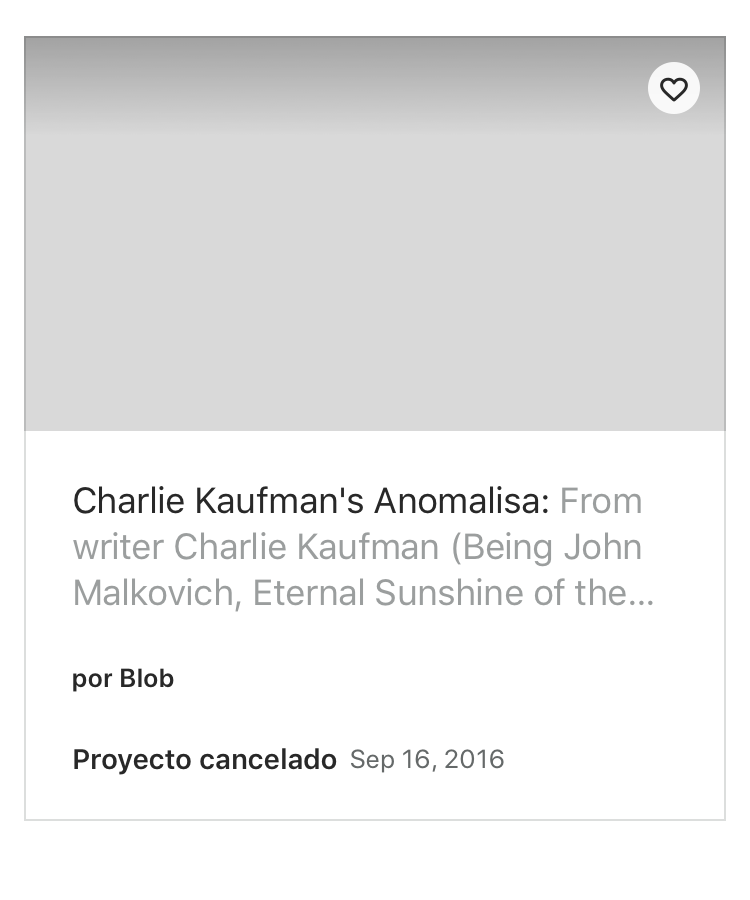 Charlie Kaufman's Anomalisa: From
writer Charlie Kaufman (Being John
Malkovich, Eternal Sunshine of the...
por Blob
Proyecto cancelado Sep 16, 2016